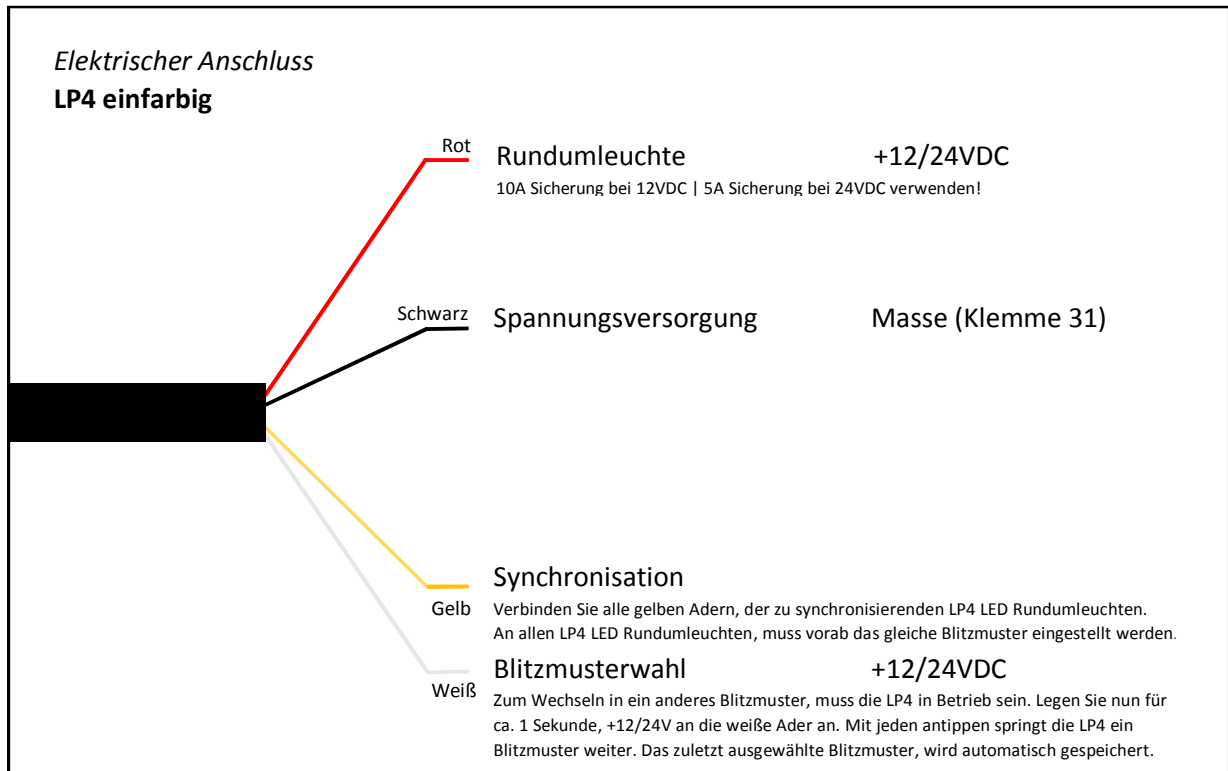 Elektrischer Anschluss
LP4 einfarbig
Rot
Rundumleuchte +12/24VDC
10A Sicherung bei 12VDC | 5A Sicherung bei 24VDC verwenden!
Schwarz
Spannungsversorgung Masse (Klemme 31)
Synchronisation
Gelb
Verbinden Sie alle gelben Adern, der zu synchronisierenden LP4 LED Rundumleuchten.
An allen LP4 LED Rundumleuchten, muss vorab das gleiche Blitzmuster eingestellt werden.
Blitzmusterwahl +12/24VDC
Weiß
Zum Wechseln in ein anderes Blitzmuster, muss die LP4 in Betrieb sein. Legen Sie nun für
ca. 1 Sekunde, +12/24V an die weiße Ader an. Mit jeden antippen springt die LP4 ein
Blitzmuster weiter. Das zuletzt ausgewählte Blitzmuster, wird automatisch gespeichert.